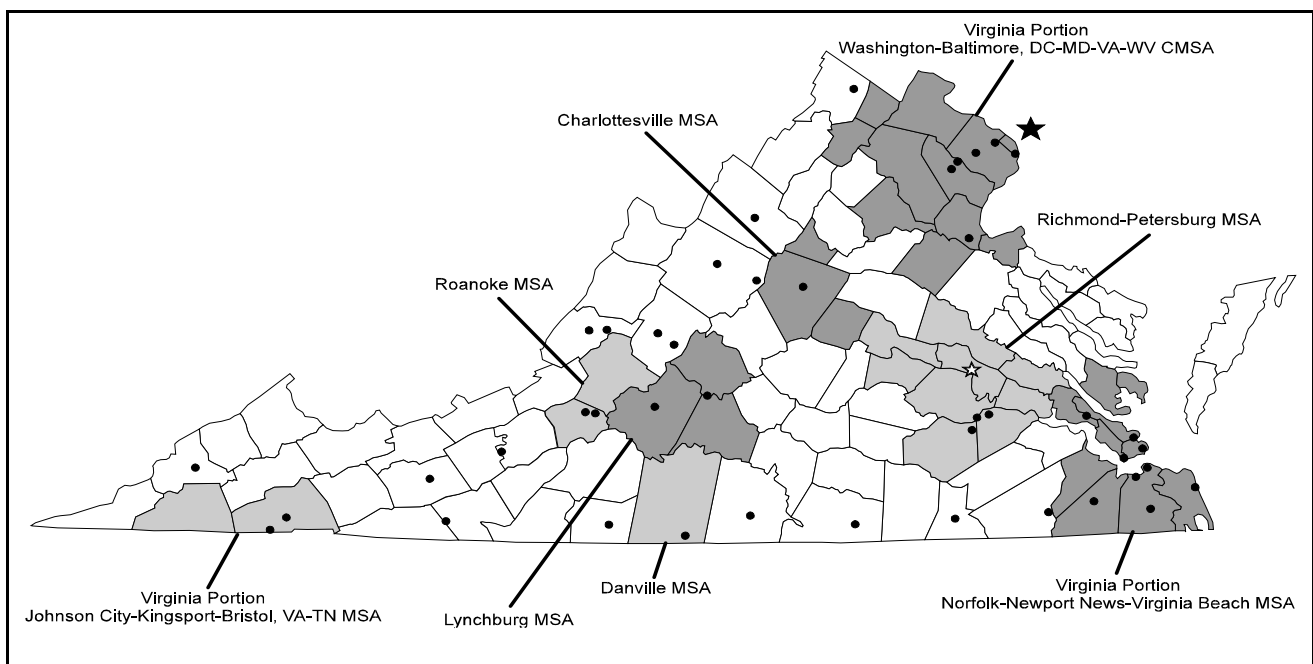 Virginia Portion
Washington-Baltimore, DC-MD-VA-WV CMSA
Charlottesville MSA
Richmond-Petersburg MSA
Roanoke MSA
Danville MSA
Virginia Portion
Johnson City-Kingsport-Bristol, VA-TN MSA
Lynchburg MSA
Virginia Portion
Norfolk-Newport News-Virginia Beach MSA